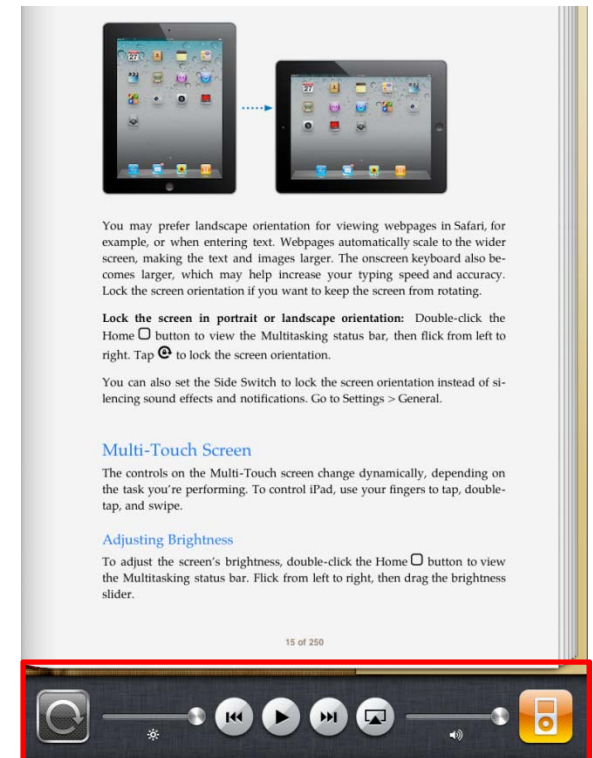 You may prefer landscape orientation for viewing webpages in Safari, for
example, or when entering text. Webpages automatically scale to the wider
screen, making the text and images larger. The onscreen keyboard also be-
comes larger, which may help increase your typing speed and accuracy.
Lock the screen orientation if you want to keep the screen from rotating.
Lock the screen in portrait or landscape orientation: Double-click the
Home button to view the Multitasking status bar, then flick from left to
right. Tap to lock the screen orientation.
You can also set the Side Switch to lock the screen orientation instead of si-
lencing sound effects and notifications. Go to Settings > General.
Multi-Touch Screen
The controls on the Multi-Touch screen change dynamically, depending on
the task you're performing. To control iPad, use your fingers to tap, double-
tap, and swipe.
Adjusting Brightness
To adjust the screen's brightness, double-click the Home button to view
the Multitasking status bar. Flick from left to right, then drag the brightness
slider.
15 of 250